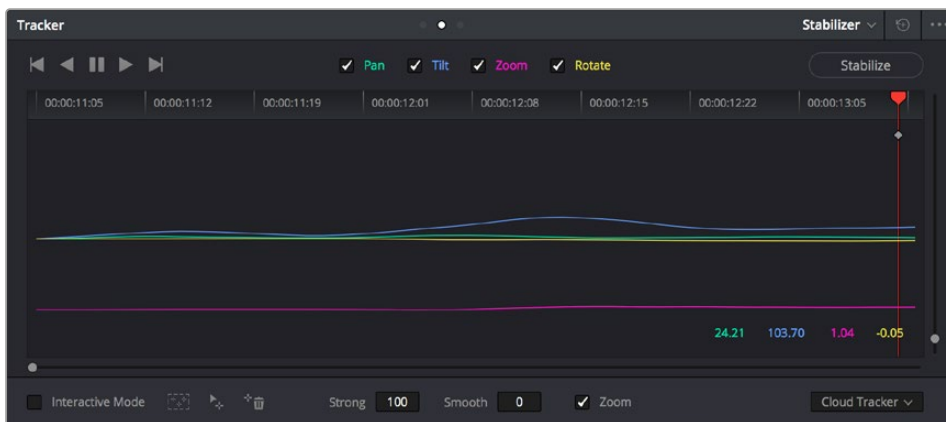 Tracker Stabilizer
Pan Tilt Zoom Rotate Stabilize
00:00:11:05 00:00:11:12 00:00:11:19 00:00:12:01 00:00:12:08 00:00:12:15 00:00:12:22 00:00:13:05
24.21 103.70 1.04 -0.05
Interactive Mode Strong 100 Smooth 0 Zoom Cloud Tracker